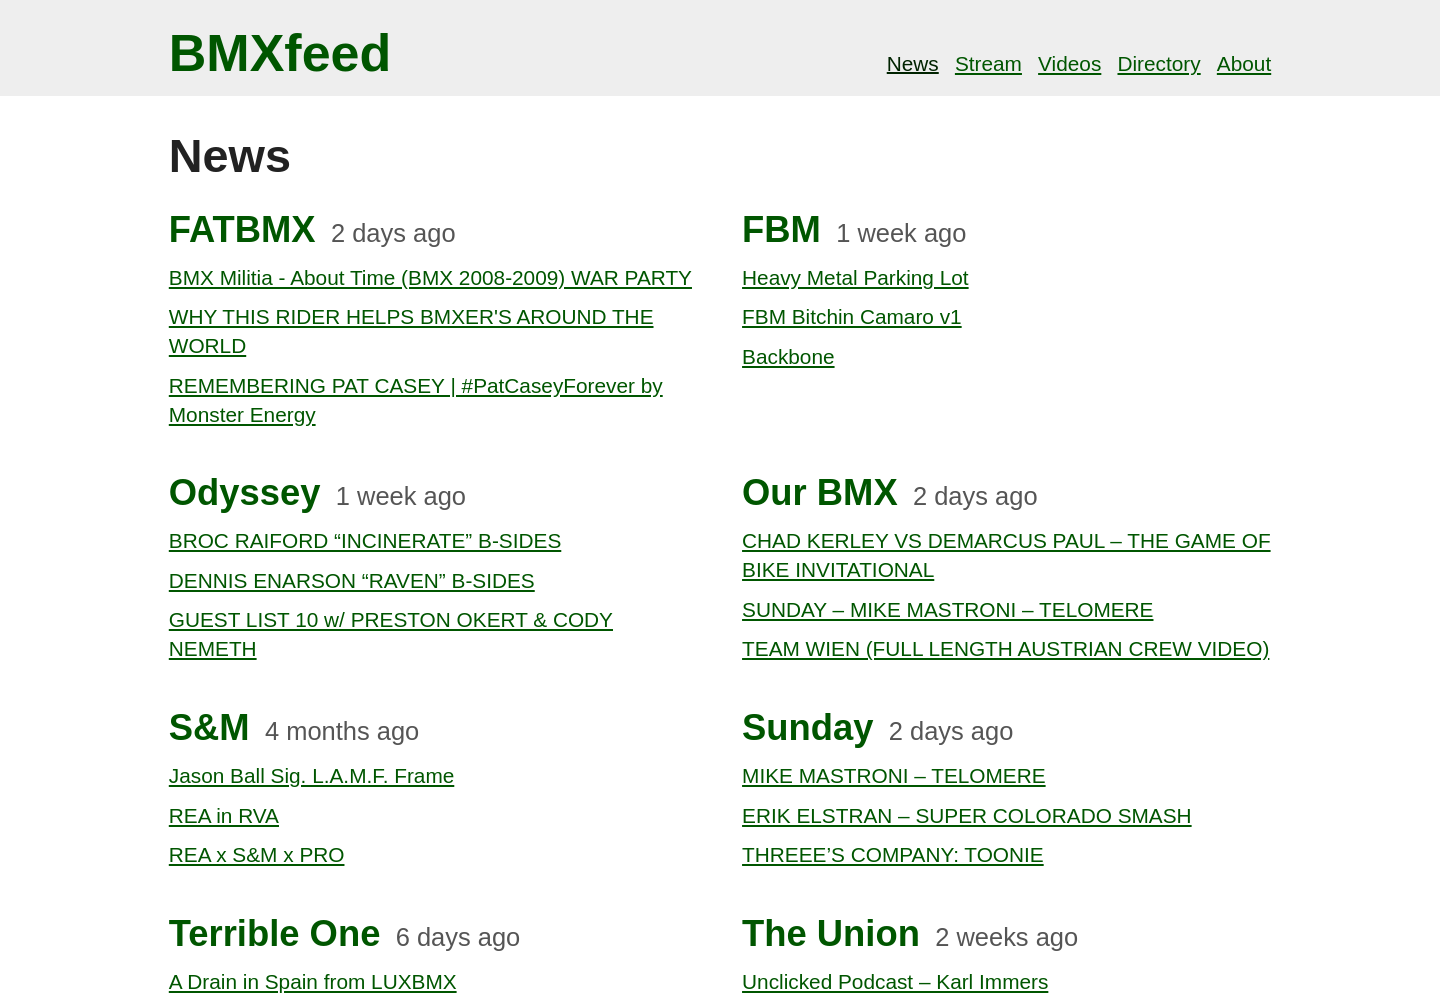 BMXfeed
News Stream Videos Directory About
News
FATBMX 2 days ago
BMX Militia - About Time (BMX 2008-2009) WAR PARTY
WHY THIS RIDER HELPS BMXER'S AROUND THE
WORLD
REMEMBERING PAT CASEY | #PatCaseyForever by
Monster Energy
FBM 1 week ago
Heavy Metal Parking Lot
FBM Bitchin Camaro v1
Backbone
Odyssey 1 week ago
BROC RAIFORD “INCINERATE” B-SIDES
DENNIS ENARSON “RAVEN” B-SIDES
GUEST LIST 10 w/ PRESTON OKERT & CODY
NEMETH
Our BMX 2 days ago
CHAD KERLEY VS DEMARCUS PAUL – THE GAME OF
BIKE INVITATIONAL
SUNDAY – MIKE MASTRONI – TELOMERE
TEAM WIEN (FULL LENGTH AUSTRIAN CREW VIDEO)
S&M 4 months ago
Jason Ball Sig. L.A.M.F. Frame
REA in RVA
REA x S&M x PRO
Sunday 2 days ago
MIKE MASTRONI – TELOMERE
ERIK ELSTRAN – SUPER COLORADO SMASH
THREEE’S COMPANY: TOONIE
Terrible One 6 days ago
A Drain in Spain from LUXBMX
The Union 2 weeks ago
Unclicked Podcast – Karl Immers